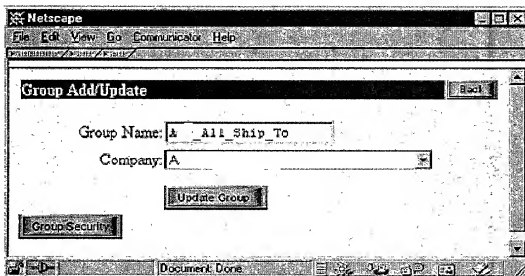 Netscape
File Edit View Go Communicator Help
Group Add/Update Back
Group Name: A _All_Ship_To
Company: A
Update Group
Group Security
Document: Done